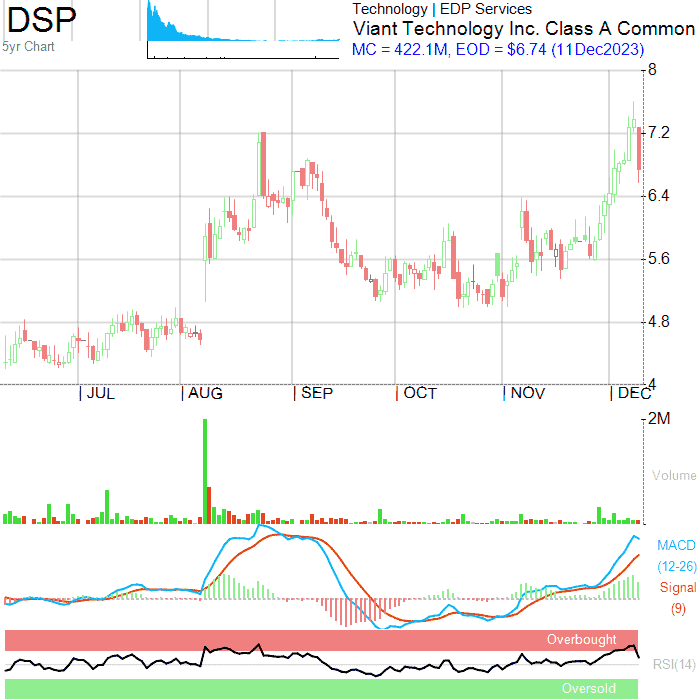 DSP
5yr Chart
Technology | EDP Services
Viant Technology Inc. Class A Common
MC = 422.1M, EOD = $6.74 (11Dec2023)
8
7.2
6.4
5.6
4.8
4
| JUL | AUG | SEP | OCT | NOV | DEC
2M
Volume
MACD
(12-26)
Signal
(9)
Overbought
RSI(14)
Oversold